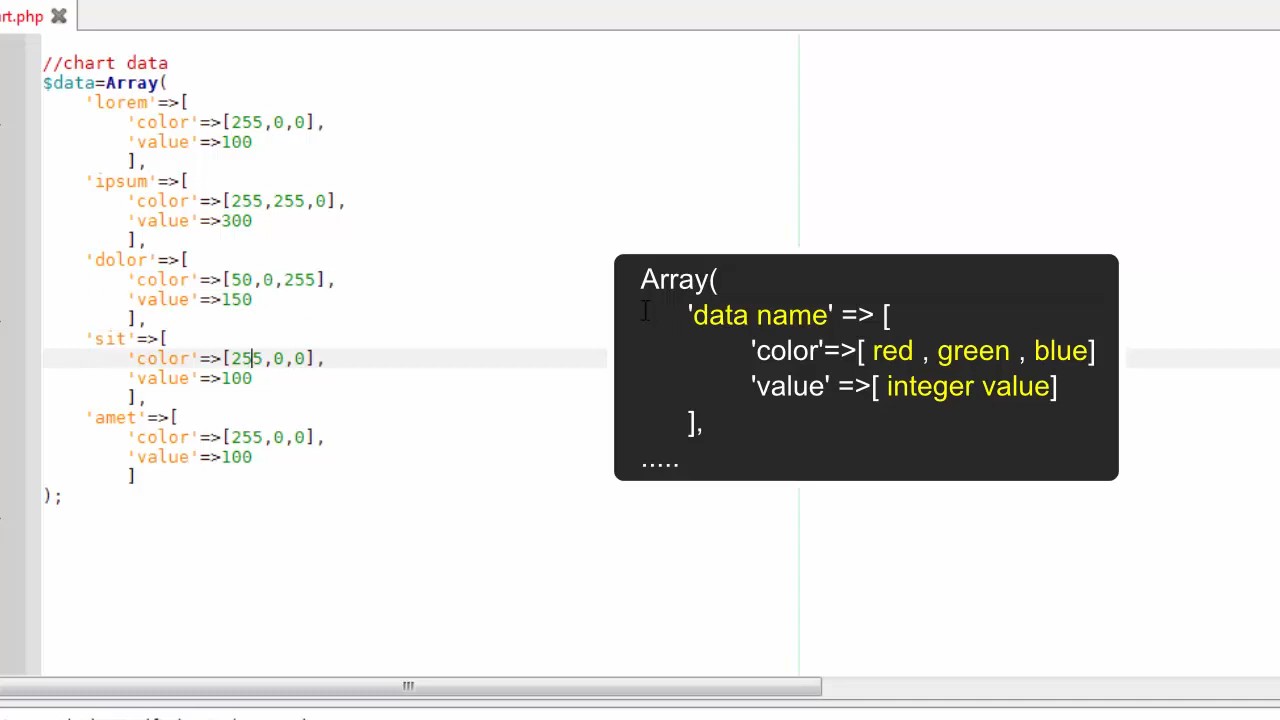 rt.php
//chart data
$data=Array(
'lorem'=>[
'color'=>[255,0,0],
'value'=>100
],
'ipsum'=>[
'color'=>[255,255,0],
'value'=>300
],
'dolor'=>[
'color'=>[50,0,255],
'value'=>150
],
'sit'=>[
'color'=>[255,0,0],
'value'=>100
],
'amet'=>[
'color'=>[255,0,0],
'value'=>100
]
);
Array(
'data name' => [
'color'=>[ red , green , blue]
'value' =>[ integer value]
],
.....